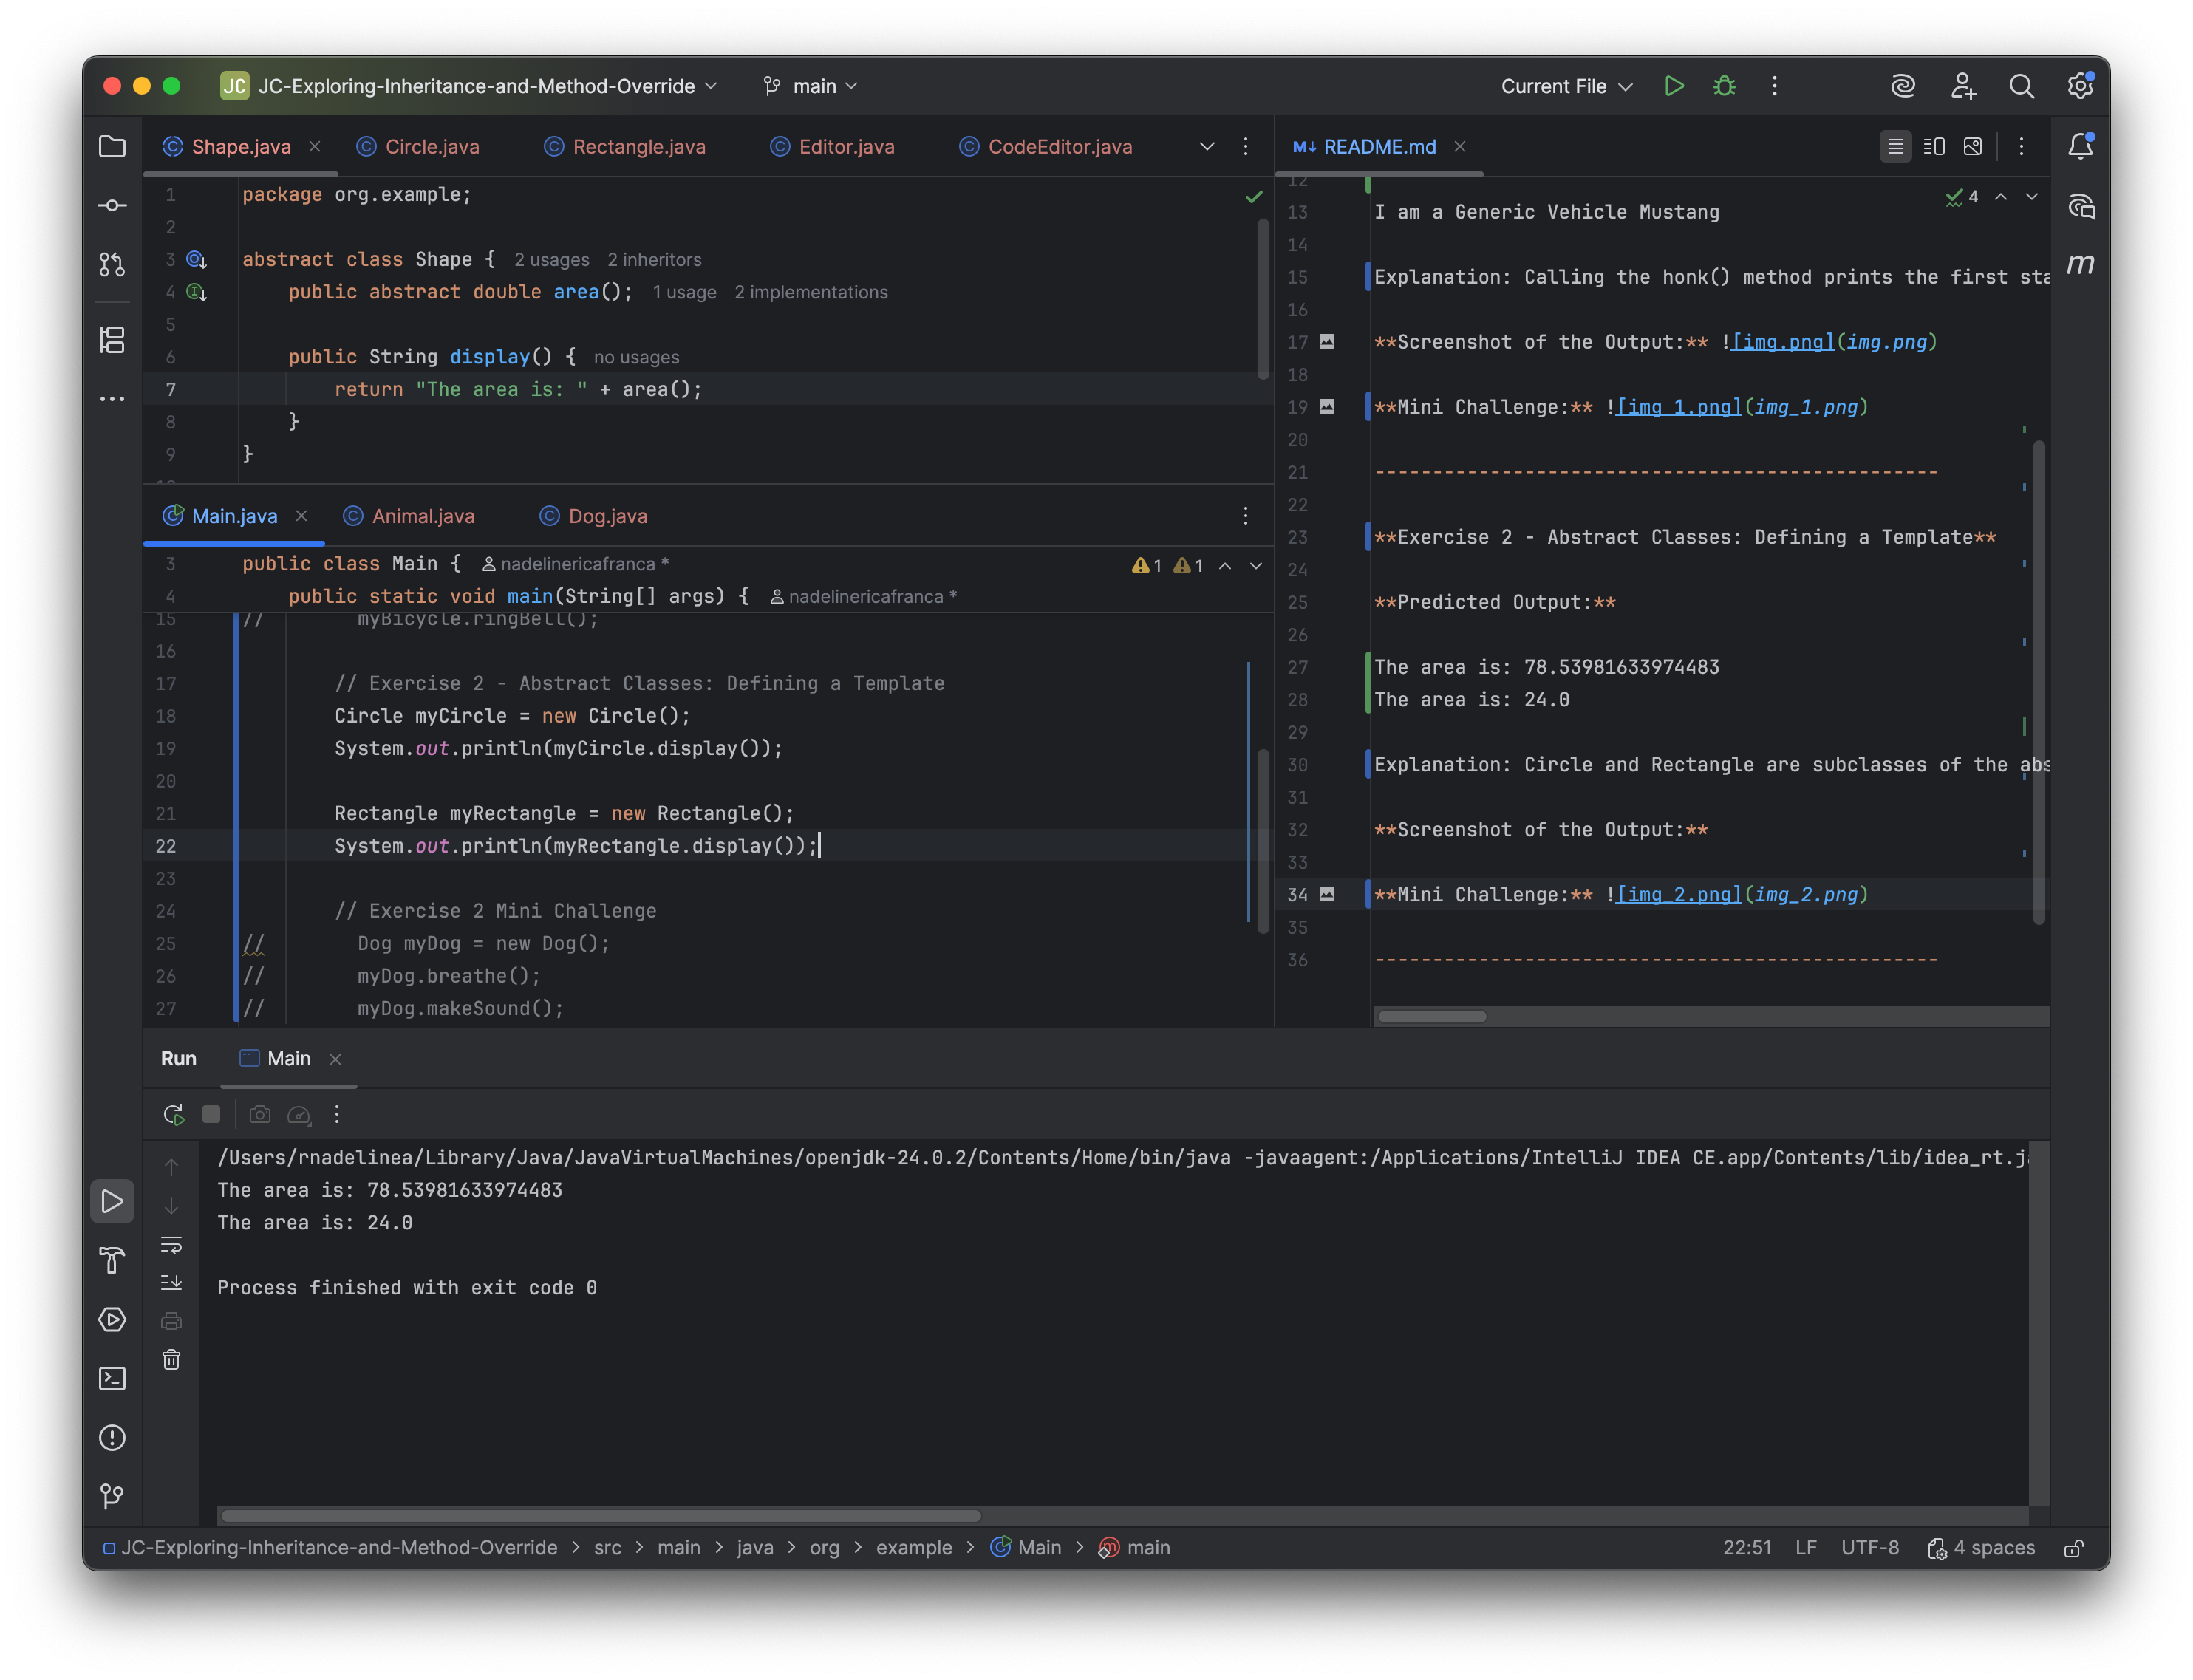 JC JC-Exploring-Inheritance-and-Method-Override main Current File
Shape.java Circle.java Rectangle.java Editor.java CodeEditor.java
1 package org.example;
2
3 abstract class Shape { 2 usages 2 inheritors
4 public abstract double area(); 1 usage 2 implementations
5
6 public String display() { no usages
7 return "The area is: " + area();
8 }
9 }
Main.java Animal.java Dog.java
3 public class Main { nadelinericafranca * 1 1
4 public static void main(String[] args) { nadelinericafranca *
15 // myBicycle.ringBell();
16
17 // Exercise 2 - Abstract Classes: Defining a Template
18 Circle myCircle = new Circle();
19 System.out.println(myCircle.display());
20
21 Rectangle myRectangle = new Rectangle();
22 System.out.println(myRectangle.display());
23
24 // Exercise 2 Mini Challenge
25 // Dog myDog = new Dog();
26 // myDog.breathe();
27 // myDog.makeSound();
M↓ README.md
12
4
13 I am a Generic Vehicle Mustang
14
15 Explanation: Calling the honk() method prints the first sta
16
17 **Screenshot of the Output:** ![img.png](img.png)
18
19 **Mini Challenge:** ![img_1.png](img_1.png)
20
21 -------------------------------------------------
22
23 **Exercise 2 - Abstract Classes: Defining a Template**
24
25 **Predicted Output:**
26
27 The area is: 78.53981633974483
28 The area is: 24.0
29
30 Explanation: Circle and Rectangle are subclasses of the abs
31
32 **Screenshot of the Output:**
33
34 **Mini Challenge:** ![img_2.png](img_2.png)
35
36 -------------------------------------------------
m
Run Main
/Users/rnadelinea/Library/Java/JavaVirtualMachines/openjdk-24.0.2/Contents/Home/bin/java -javaagent:/Applications/IntelliJ IDEA CE.app/Contents/lib/idea_rt.ja
The area is: 78.53981633974483
The area is: 24.0
Process finished with exit code 0
JC-Exploring-Inheritance-and-Method-Override > src > main > java > org > example > Main > main 22:51 LF UTF-8 4 spaces